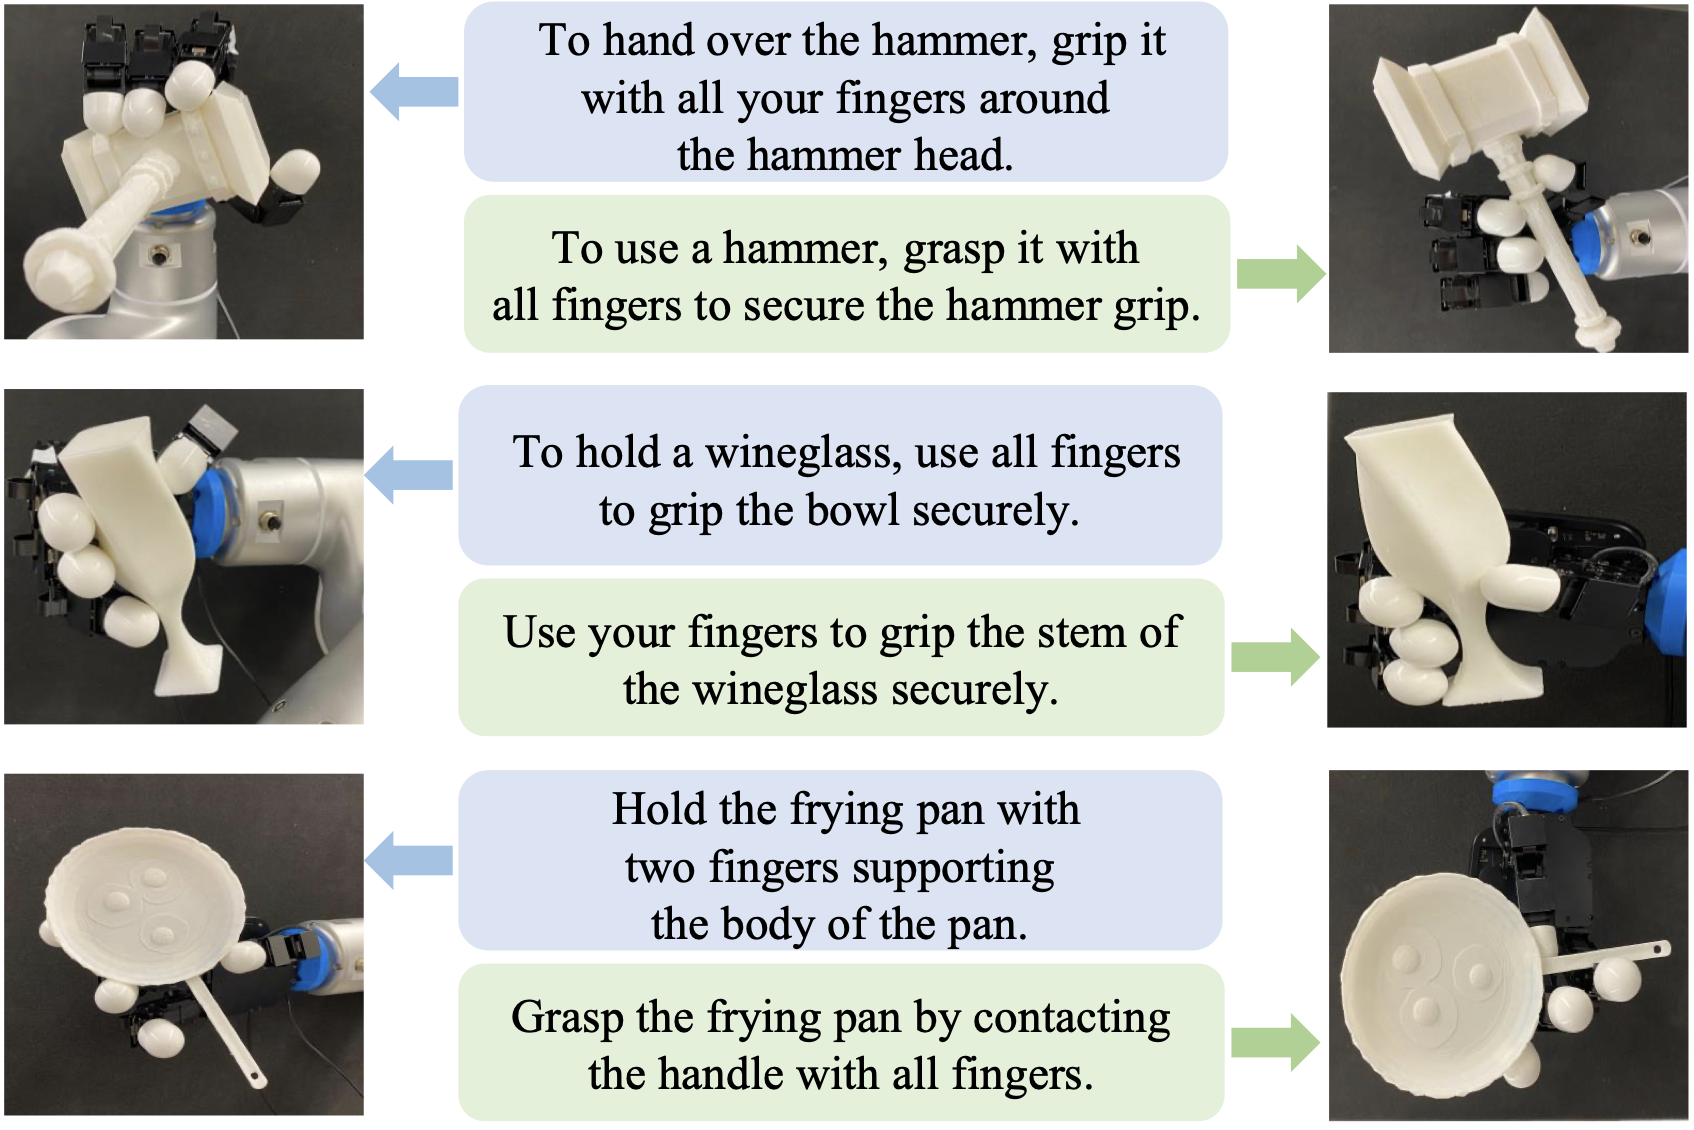 To hand over the hammer, grip it
with all your fingers around
the hammer head.
To use a hammer, grasp it with
all fingers to secure the hammer grip.
To hold a wineglass, use all fingers
to grip the bowl securely.
Use your fingers to grip the stem of
the wineglass securely.
Hold the frying pan with
two fingers supporting
the body of the pan.
Grasp the frying pan by contacting
the handle with all fingers.